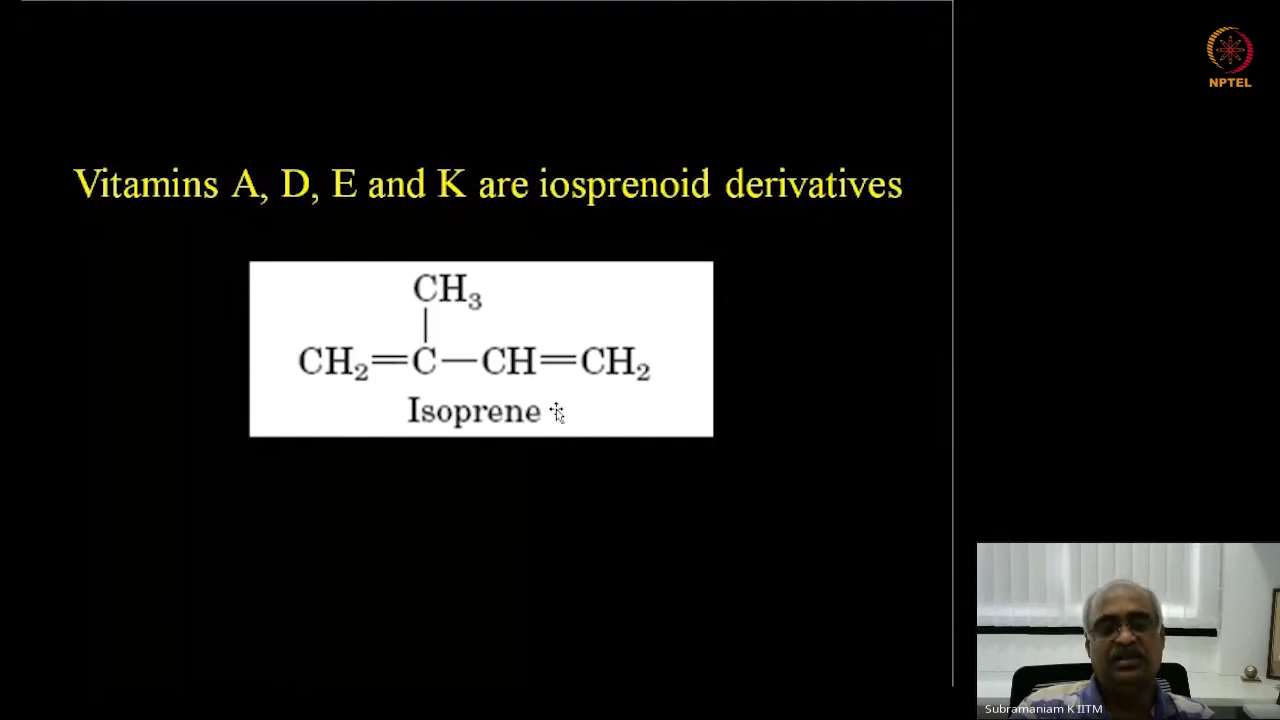 NPTEL
Vitamins A, D, E and K are iosprenoid derivatives
CH₃
CH₂=C—CH=CH₂
Isoprene
Subramaniam K IITM